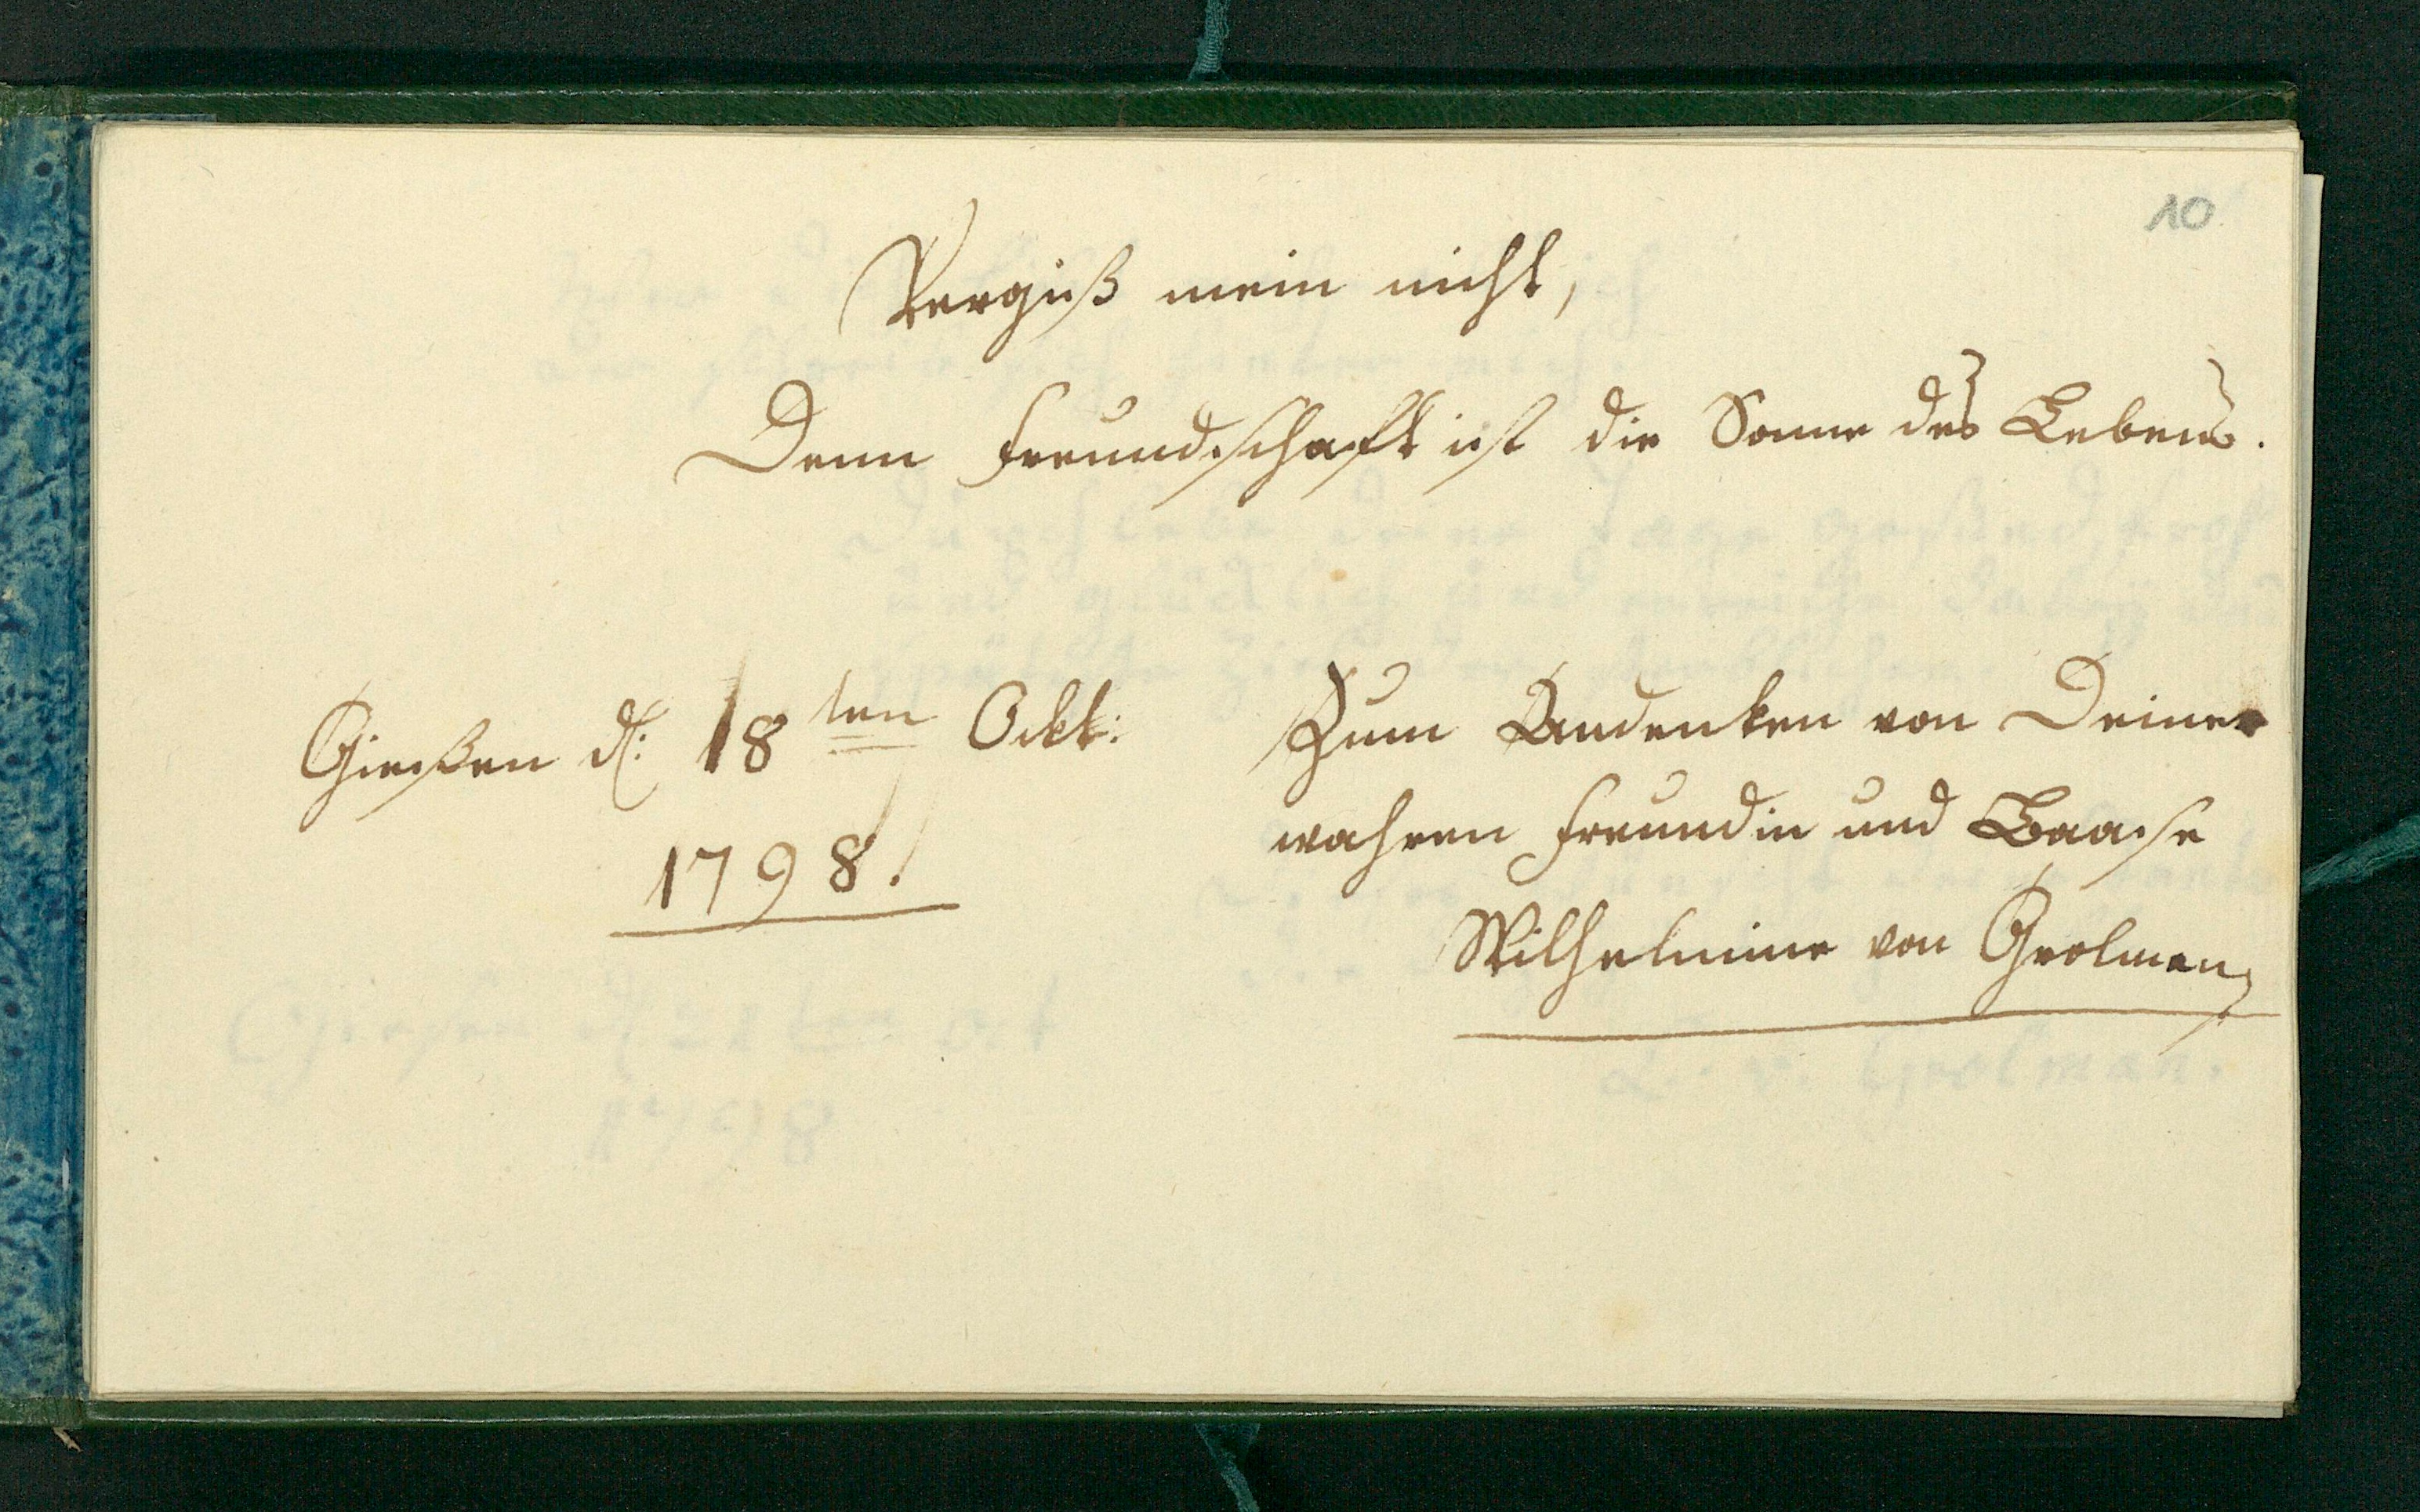 10
Vergiß mein nicht,
Denn Freundschaft ist die Sonne des Lebens.
Gießen d: 18ten Okt:
1798.
Zum Andenken von Deiner
wahren Freundin und Baase
Wilhelmine von Grolman